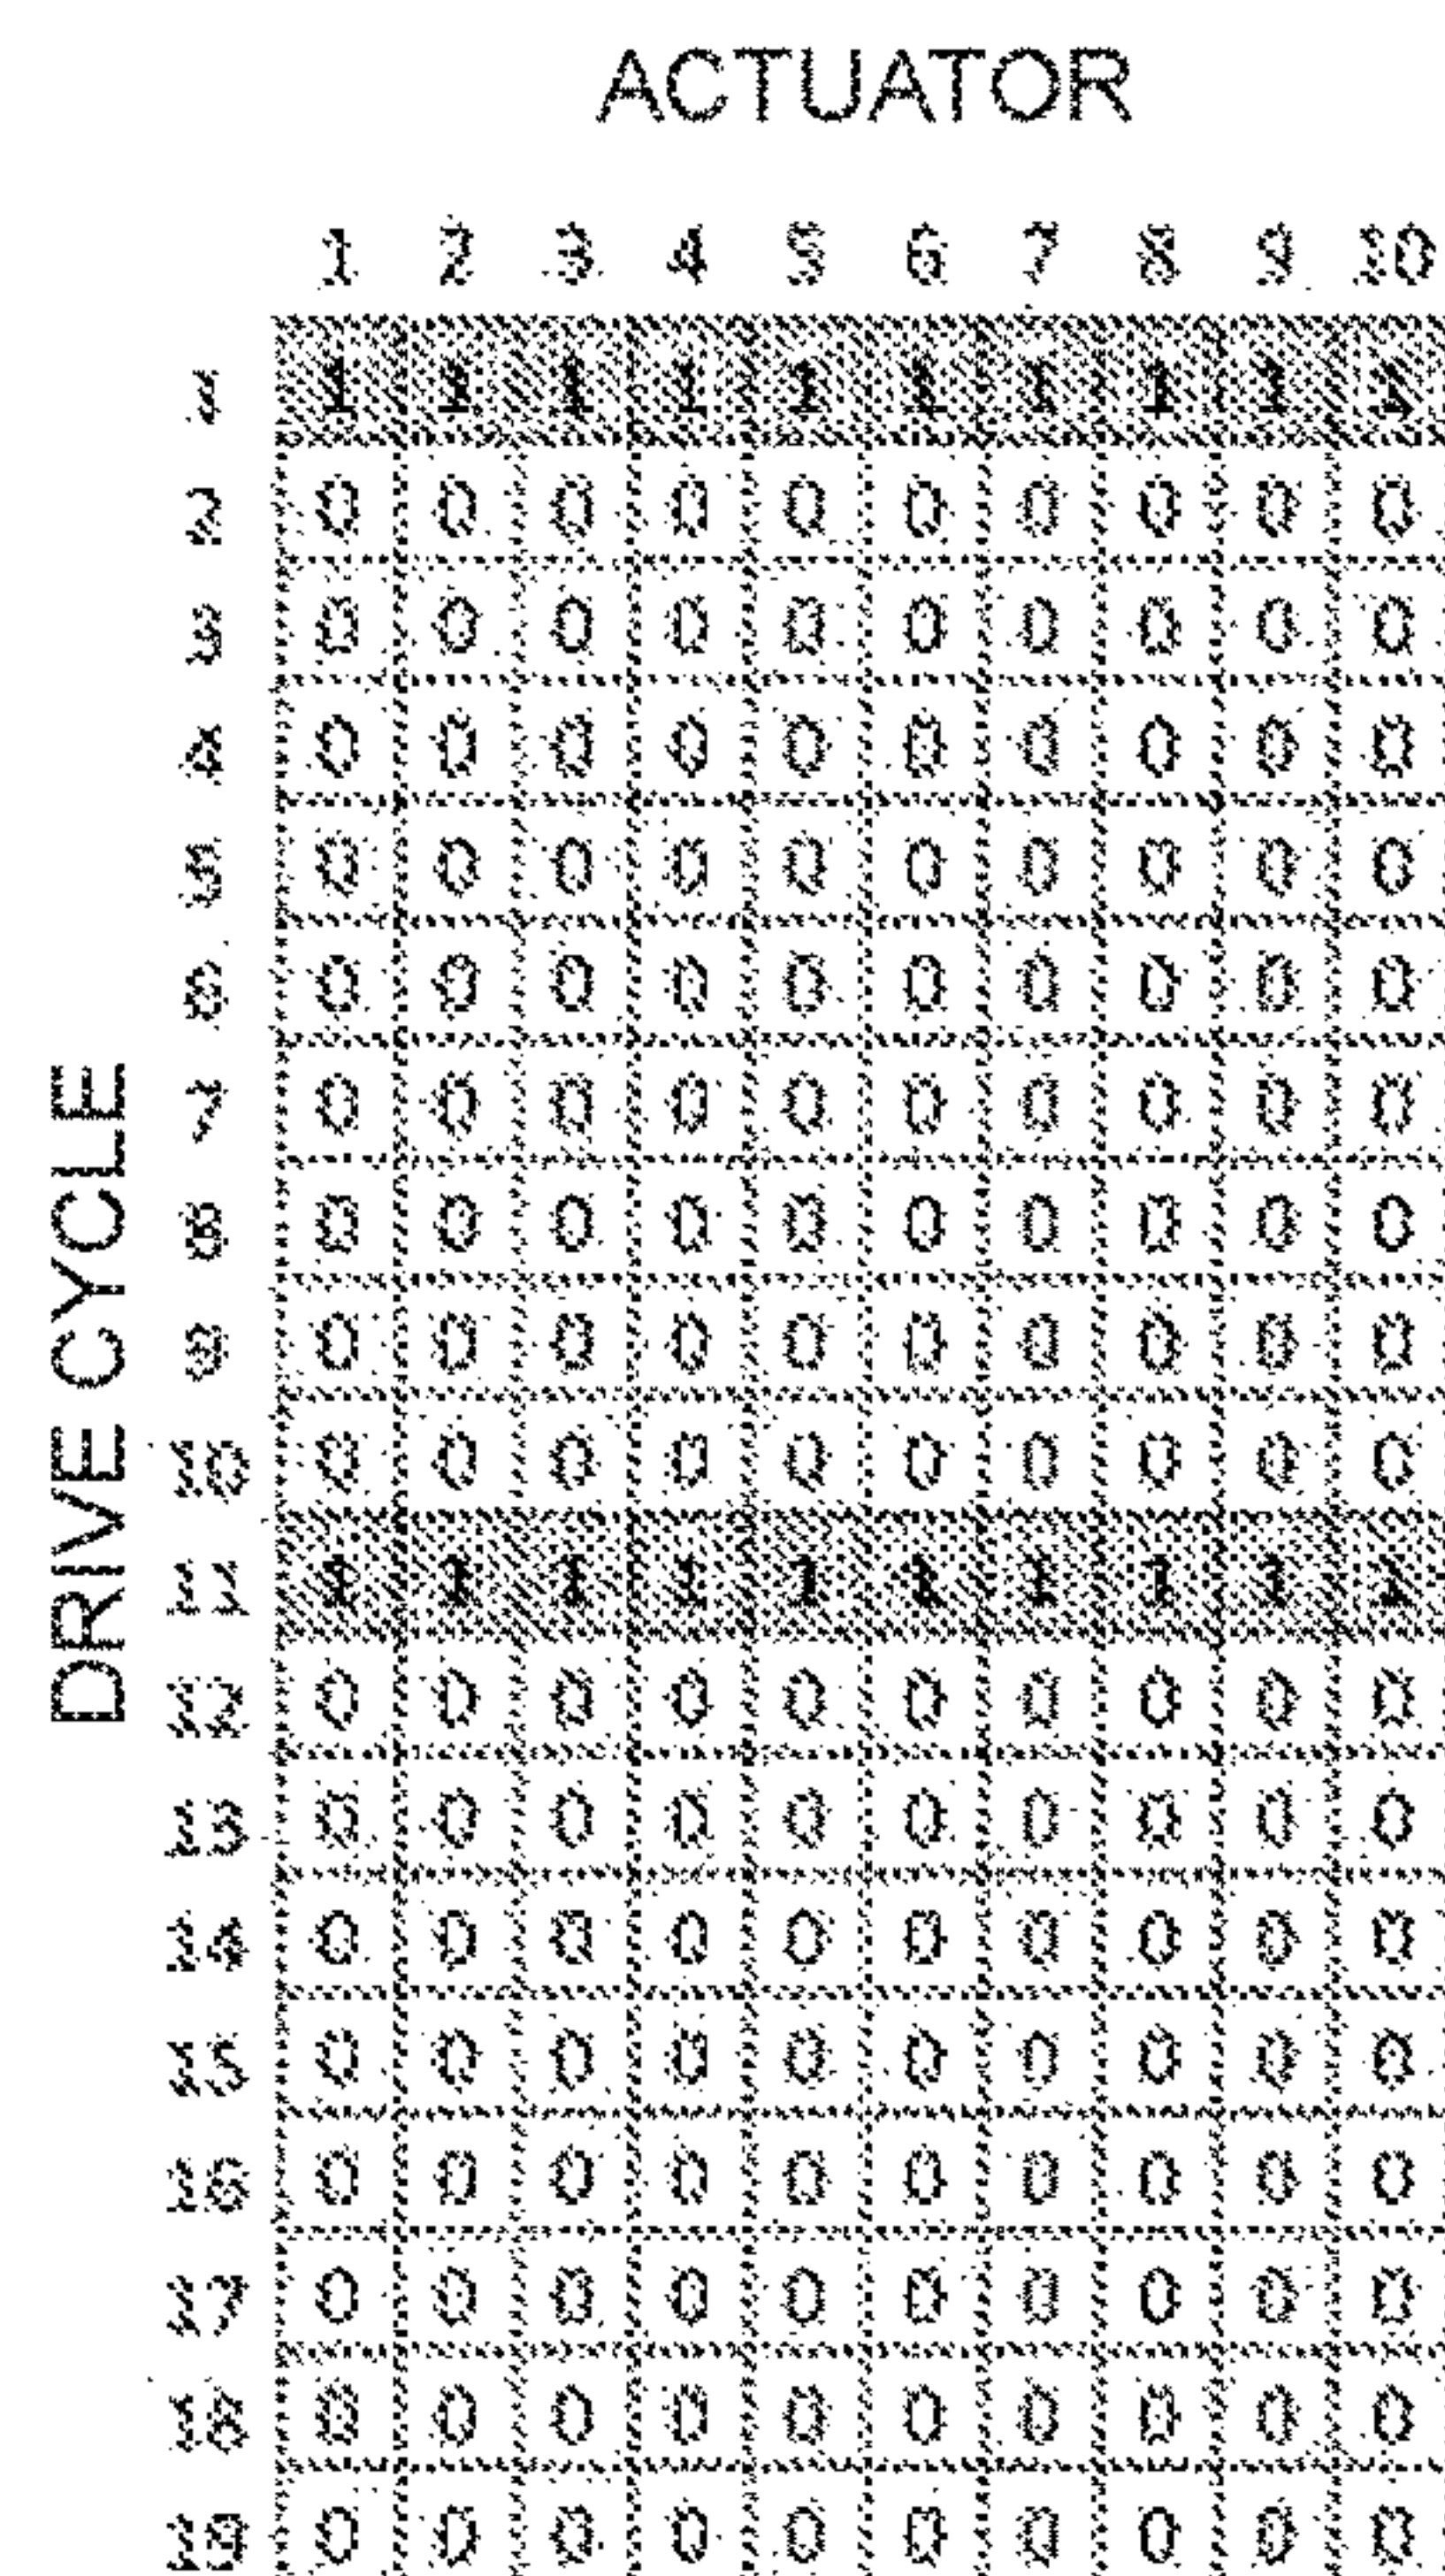 ACTUATOR
1 2 3 4 5 6 7 8 9 10
DRIVE CYCLE
1 1 1 1 1 1 1 1 1 1 1
2 0 0 0 0 0 0 0 0 0 0
3 0 0 0 0 0 0 0 0 0 0
4 0 0 0 0 0 0 0 0 0 0
5 0 0 0 0 0 0 0 0 0 0
6 0 0 0 0 0 0 0 0 0 0
7 0 0 0 0 0 0 0 0 0 0
8 0 0 0 0 0 0 0 0 0 0
9 0 0 0 0 0 0 0 0 0 0
10 0 0 0 0 0 0 0 0 0 0
11 1 1 1 1 1 1 1 1 1 1
12 0 0 0 0 0 0 0 0 0 0
13 0 0 0 0 0 0 0 0 0 0
14 0 0 0 0 0 0 0 0 0 0
15 0 0 0 0 0 0 0 0 0 0
16 0 0 0 0 0 0 0 0 0 0
17 0 0 0 0 0 0 0 0 0 0
18 0 0 0 0 0 0 0 0 0 0
19 0 0 0 0 0 0 0 0 0 0